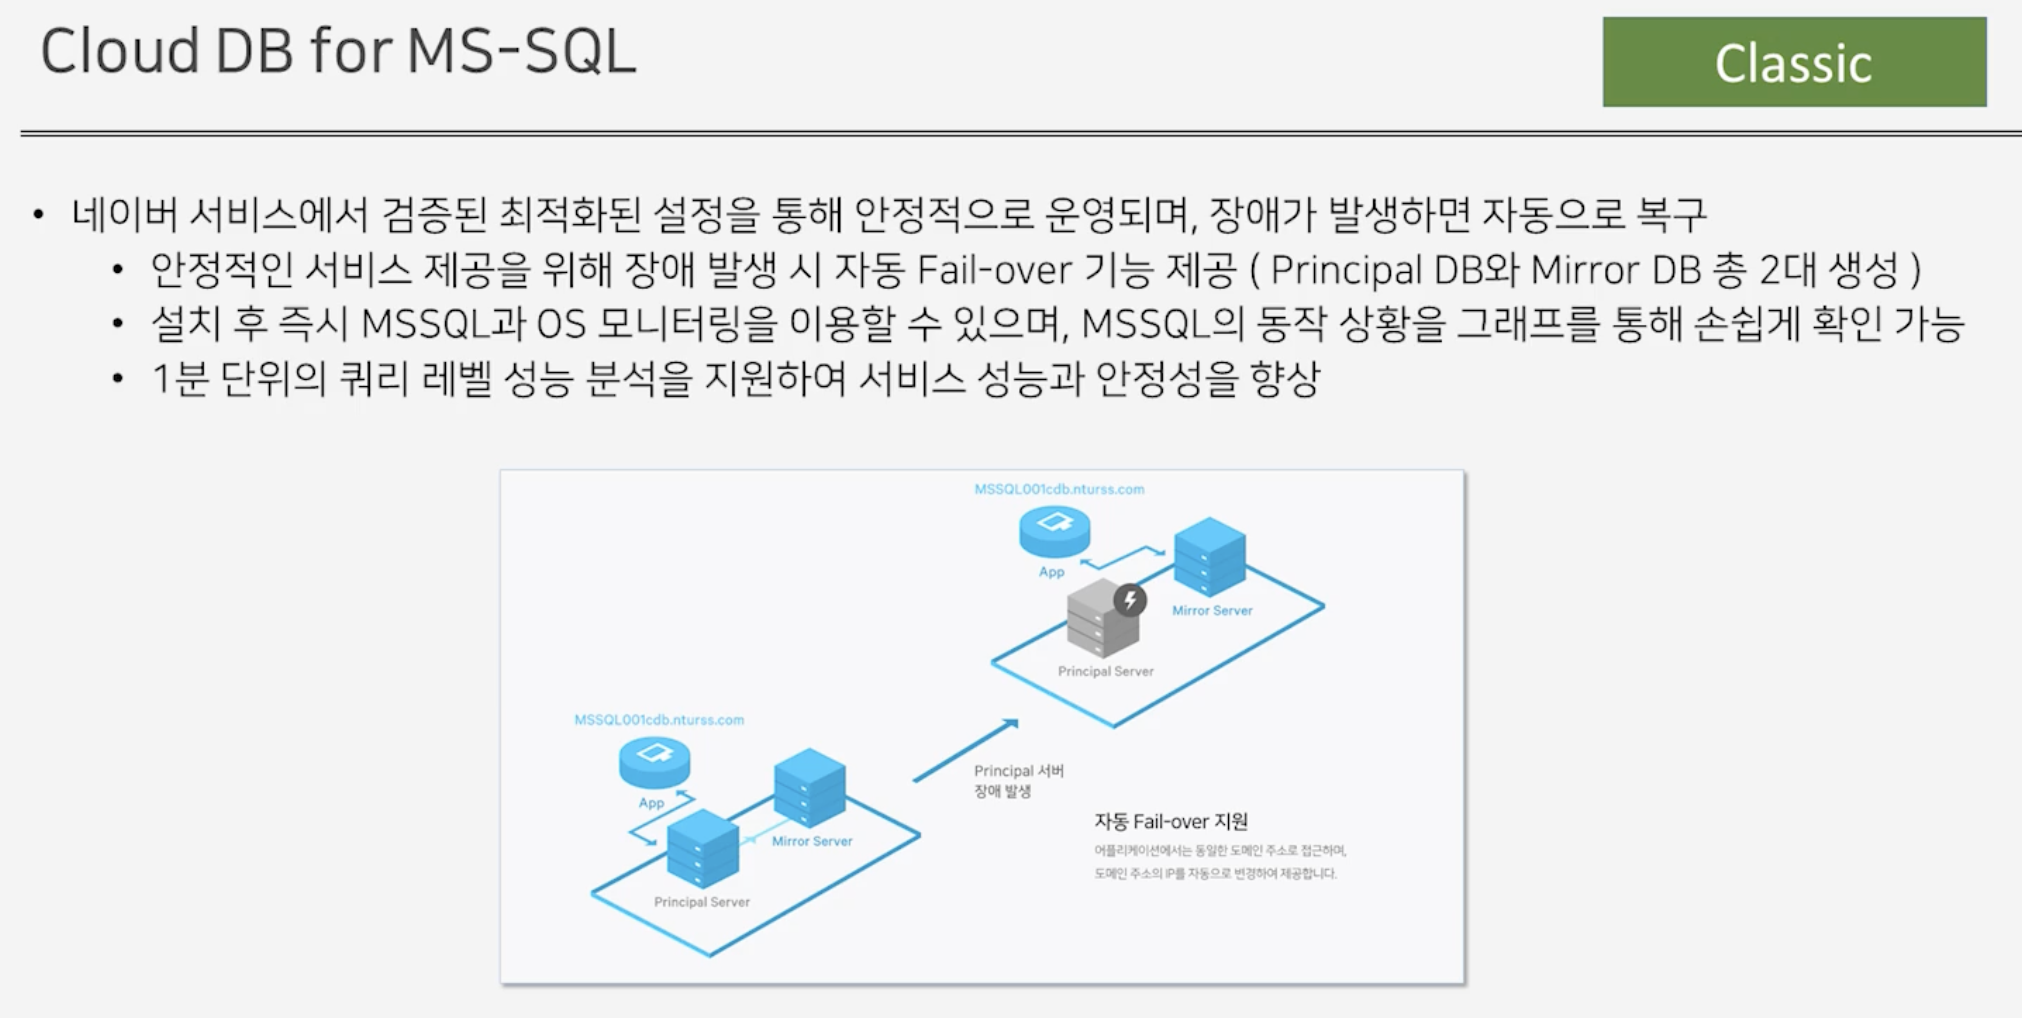 Cloud DB for MS-SQL
Classic
• 네이버 서비스에서 검증된 최적화된 설정을 통해 안정적으로 운영되며, 장애가 발생하면 자동으로 복구
• 안정적인 서비스 제공을 위해 장애 발생 시 자동 Fail-over 기능 제공 ( Principal DB와 Mirror DB 총 2대 생성 )
• 설치 후 즉시 MSSQL과 OS 모니터링을 이용할 수 있으며, MSSQL의 동작 상황을 그래프를 통해 손쉽게 확인 가능
• 1분 단위의 쿼리 레벨 성능 분석을 지원하여 서비스 성능과 안정성을 향상
MSSQL001cdb.nturss.com
App
Mirror Server
Principal Server
MSSQL001cdb.nturss.com
App
Mirror Server
Principal Server
Principal 서버
장애 발생
자동 Fail-over 지원
어플리케이션에서는 동일한 도메인 주소로 접근하며,
도메인 주소의 IP를 자동으로 변경하여 제공합니다.